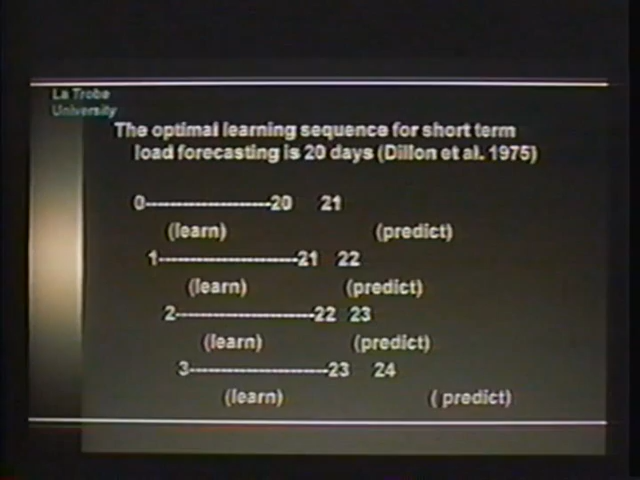 La Trobe
University
The optimal learning sequence for short term
load forecasting is 20 days (Dillon et al. 1975)
0--------------------20 21
(learn) (predict)
1----------------------21 22
(learn) (predict)
2----------------------22 23
(learn) (predict)
3----------------------23 24
(learn) ( predict)